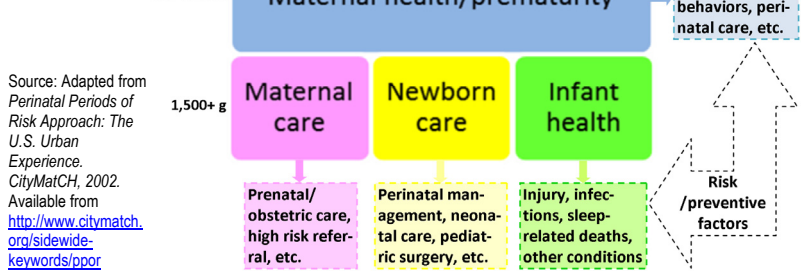 Maternal health/prematurity
behaviors, peri-
natal care, etc.
Source: Adapted from
Perinatal Periods of
Risk Approach: The
U.S. Urban
Experience.
CityMatCH, 2002.
Available from
http://www.citymatch.
org/sidewide-
keywords/ppor
1,500+ g
Maternal
care
Newborn
care
Infant
health
Prenatal/
obstetric care,
high risk refer-
ral, etc.
Perinatal man-
agement, neona-
tal care, pediat-
ric surgery, etc.
Injury, infec-
tions, sleep-
related deaths,
other conditions
Risk
/preventive
factors